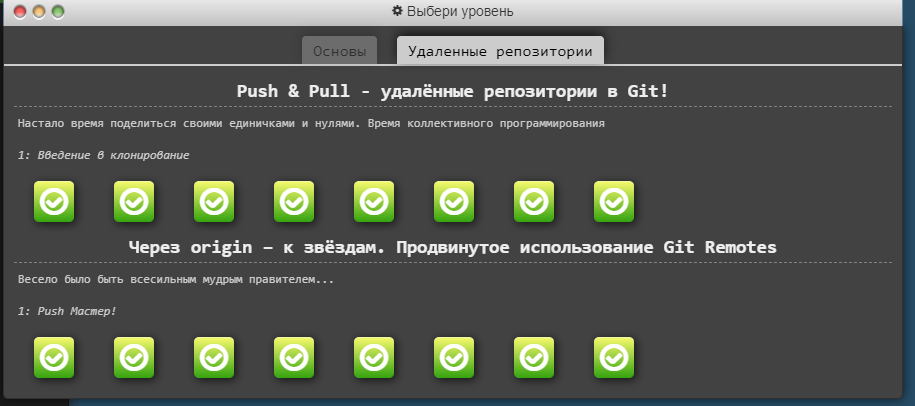 Выбери уровень
Основы
Удаленные репозитории
Push & Pull - удалённые репозитории в Git!
Настало время поделиться своими единичками и нулями. Время коллективного программирования
1: Введение в клонирование
Через origin – к звёздам. Продвинутое использование Git Remotes
Весело было быть всесильным мудрым правителем...
1: Push Мастер!